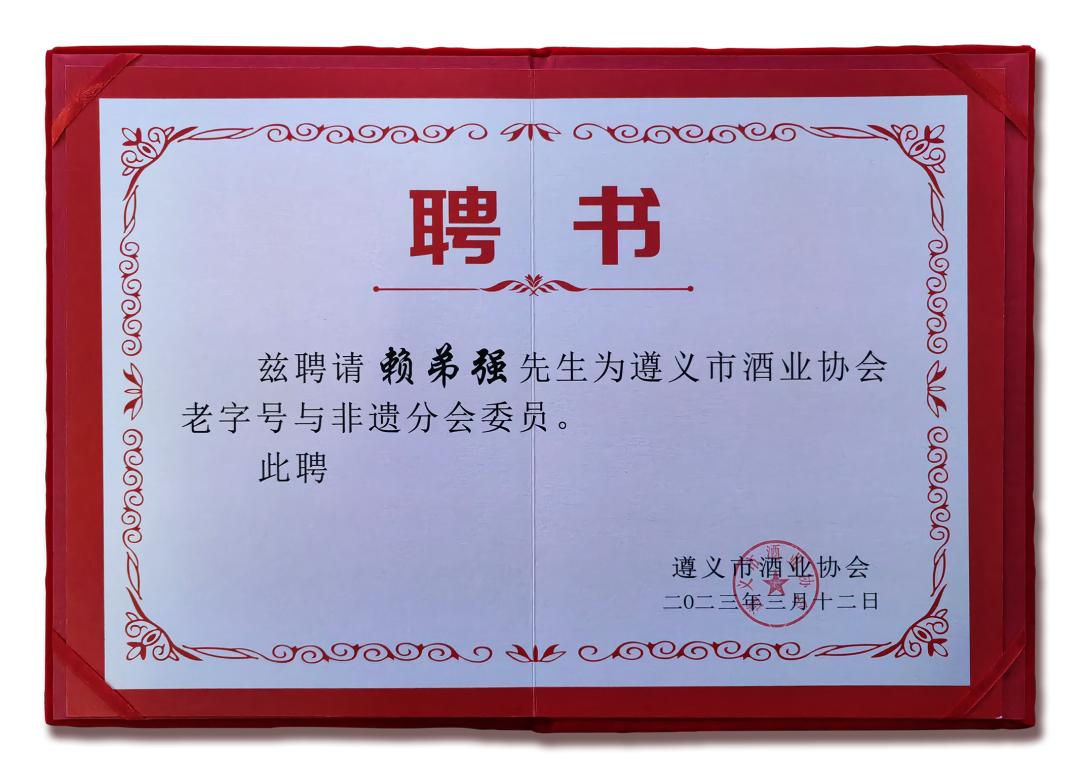 聘书
兹聘请赖弟强先生为遵义市酒业协会
老字号与非遗分会委员。
此聘
遵义市酒业协会
二〇二三年三月十二日